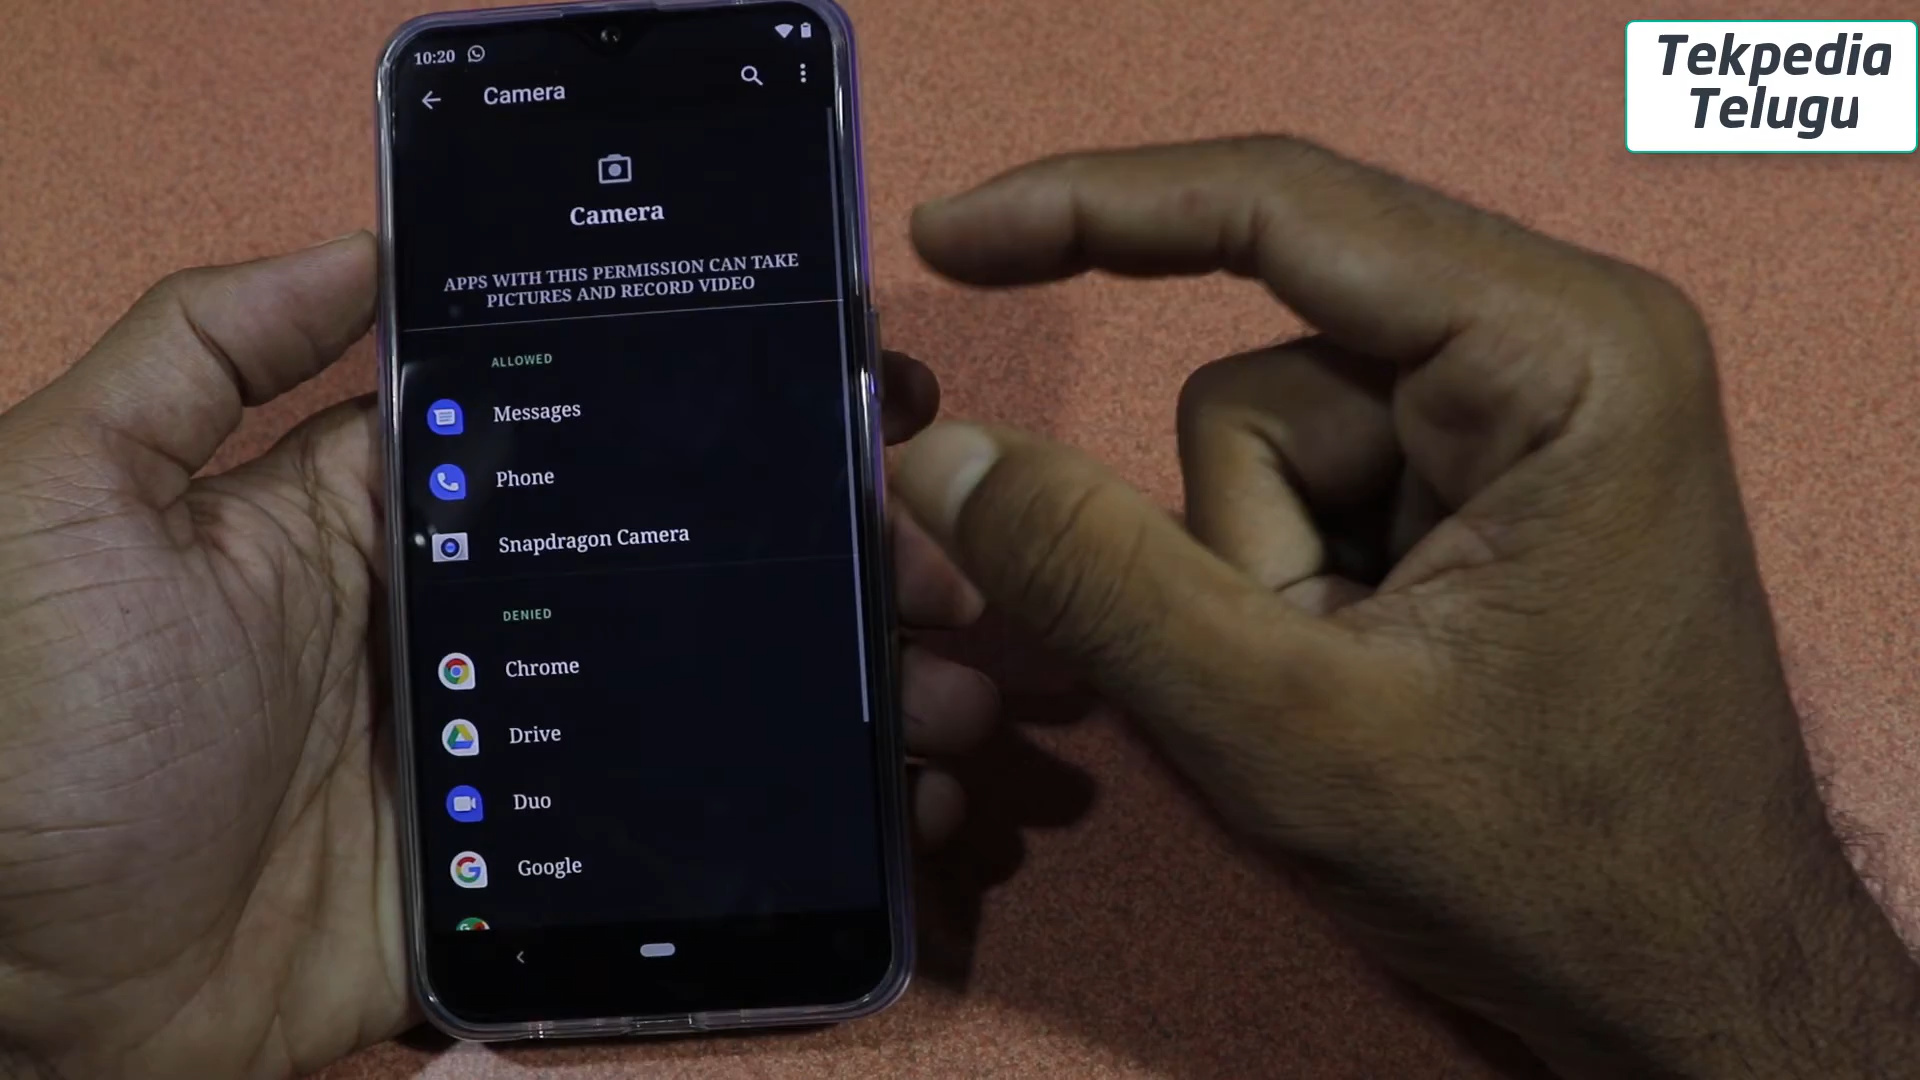 Tekpedia
Telugu
10:20
Camera
Camera
APPS WITH THIS PERMISSION CAN TAKE
PICTURES AND RECORD VIDEO
ALLOWED
Messages
Phone
Snapdragon Camera
DENIED
Chrome
Drive
Duo
Google